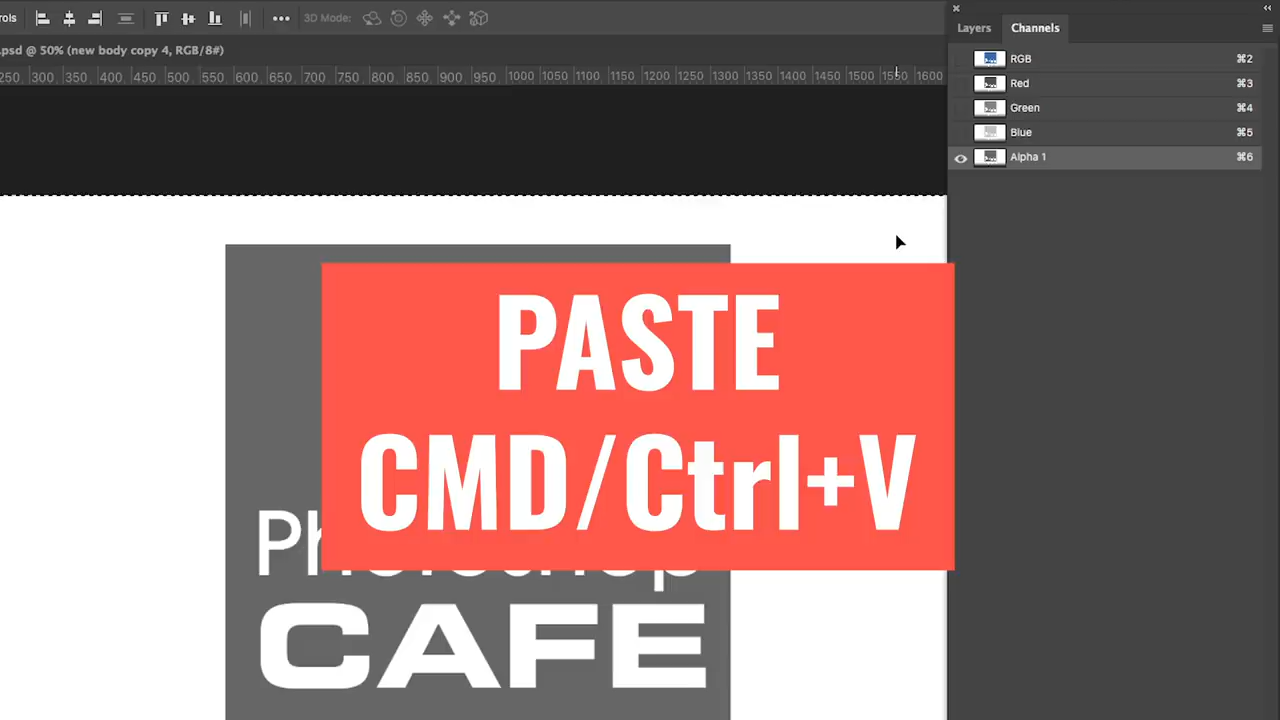 rols
3D Mode:
.psd @ 50% (new body copy 4, RGB/8#)
250 300 350 400 450 500 550 600 650 700 750 800 850 900 950 1000 1050 1100 1150 1200 1250 1300 1350 1400 1450 1500 1550 1600
Layers Channels
RGB ⌘2
Red ⌘3
Green ⌘4
Blue ⌘5
Alpha 1 ⌘6
PASTE
CMD/Ctrl+V
Photoshop
CAFE